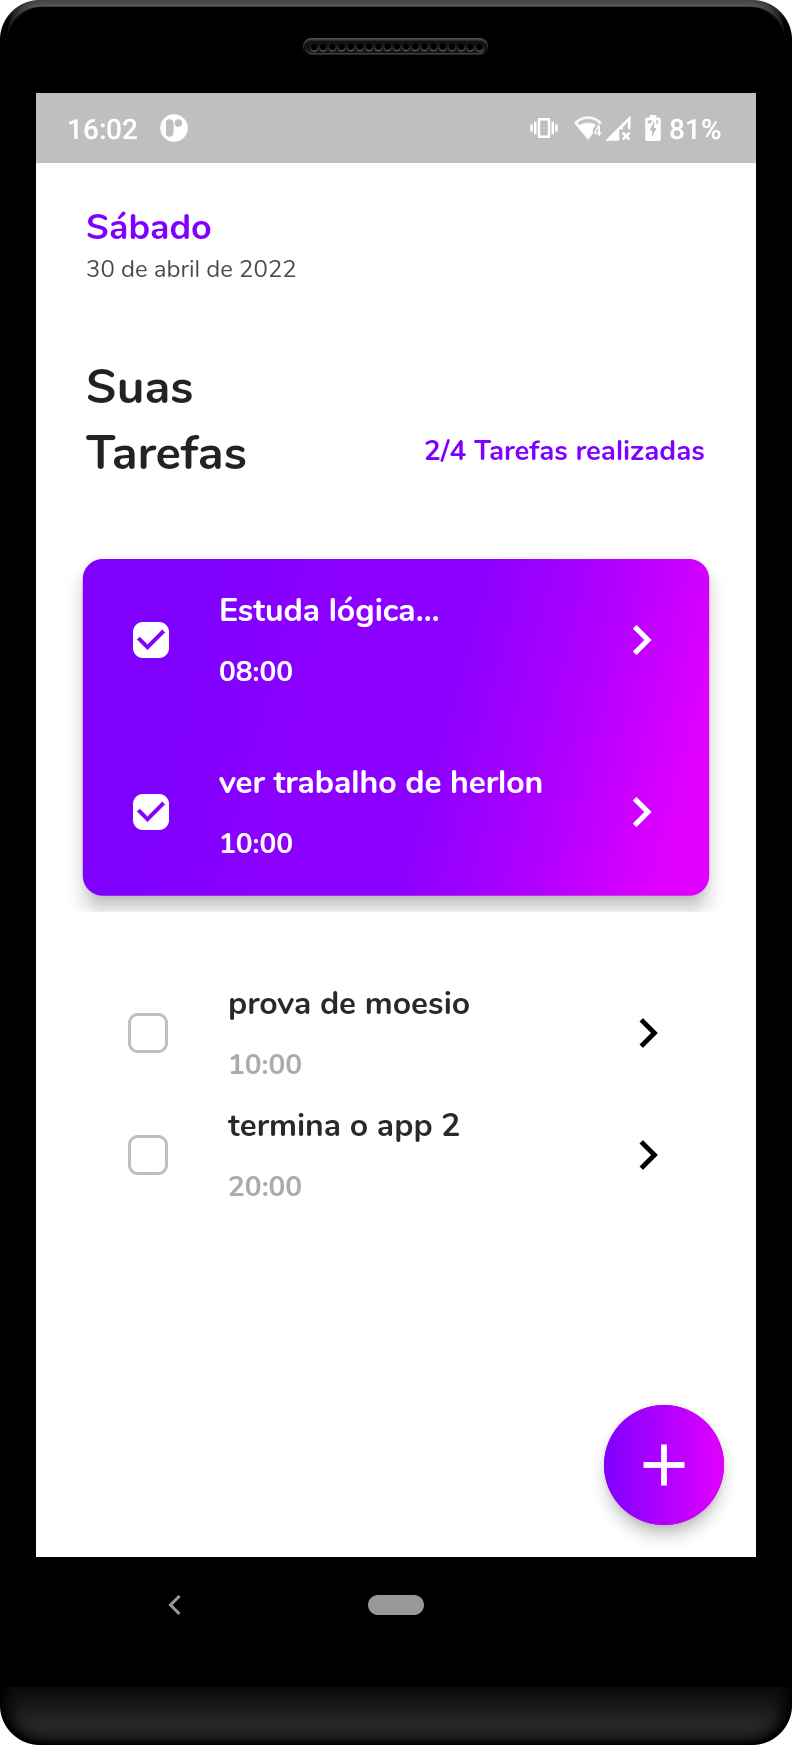 16:02
81%
Sábado
30 de abril de 2022
Suas
Tarefas
2/4 Tarefas realizadas
Estuda lógica...
08:00
ver trabalho de herlon
10:00
prova de moesio
10:00
termina o app 2
20:00